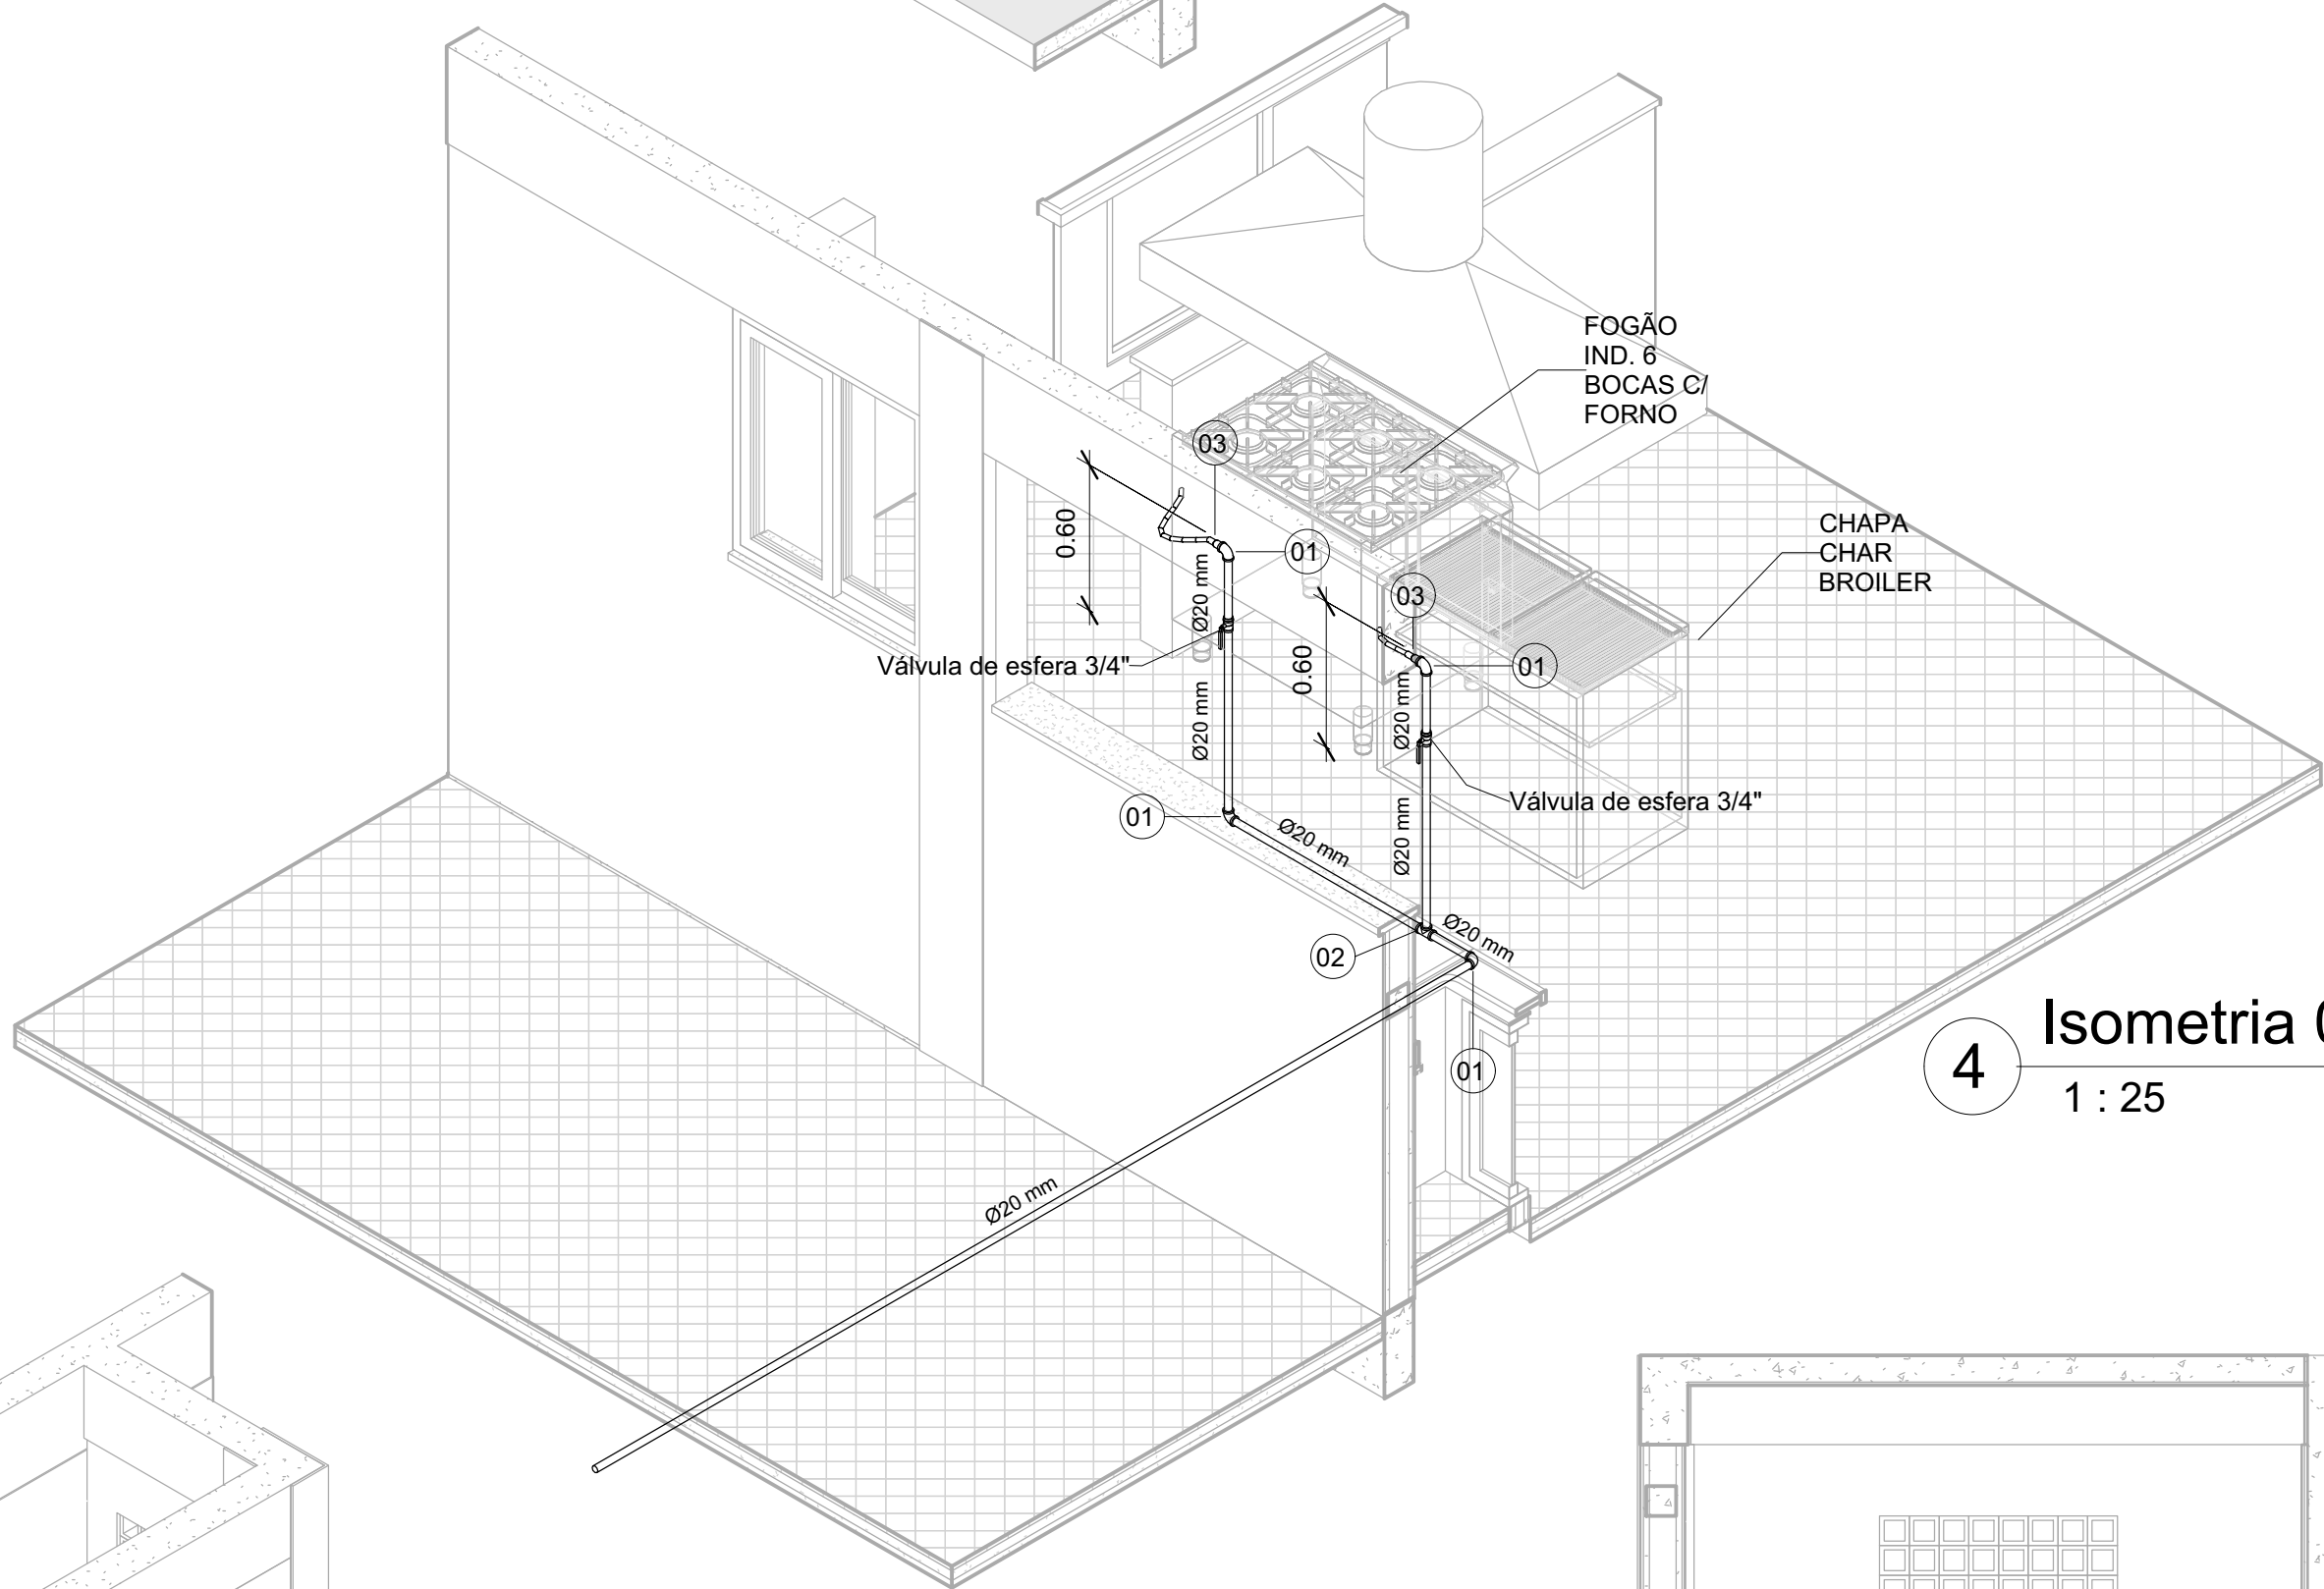 FOGÃO
IND. 6
BOCAS C/
FORNO
03
0.60
01
Ø20 mm
CHAPA
CHAR
BROILER
03
Válvula de esfera 3/4"
0.60
01
Ø20 mm
Ø20 mm
Válvula de esfera 3/4"
01
Ø20 mm
Ø20 mm
02
Ø20 mm
01
Ø20 mm
4
Isometria
1 : 25